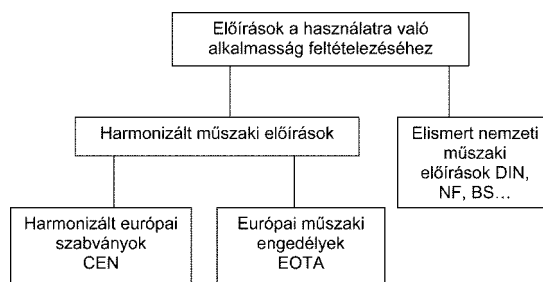 Előírások a használatra való
alkalmasság feltételezéséhez
Harmonizált műszaki előírások
Elismert nemzeti
műszaki
előírások DIN,
NF, BS…
Harmonizált európai
szabványok
CEN
Európai műszaki
engedélyek
EOTA